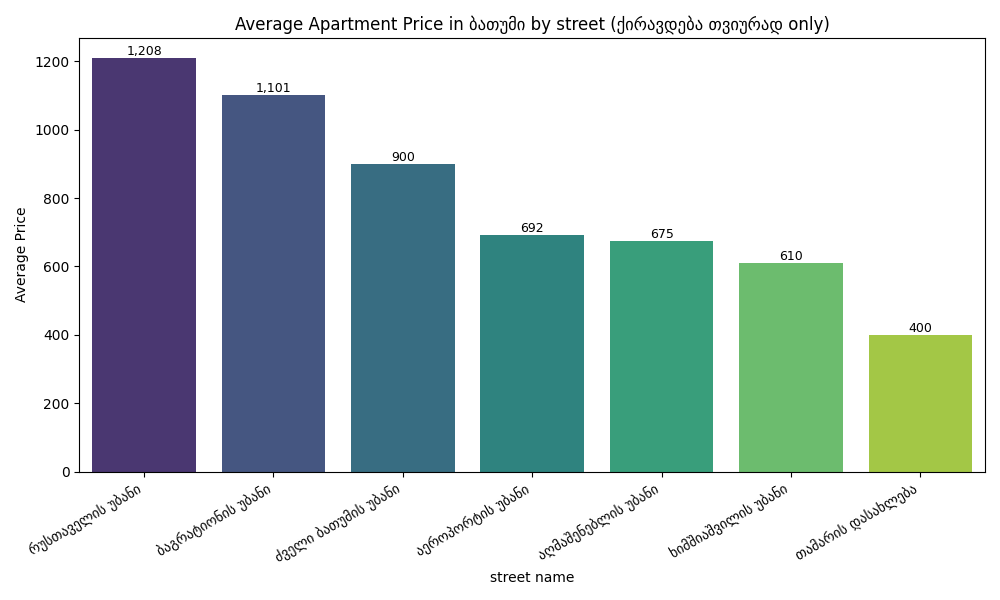 Average Apartment Price in ბათუმი by street (ქირავდება თვიურად only)
1,208
1,101
900
692
675
610
400
1200
1000
800
600
400
200
0
Average Price
რუსთაველის უბანი
ბაგრატიონის უბანი
ძველი ბათუმის უბანი
აეროპორტის უბანი
აღმაშენებლის უბანი
ხიმშიაშვილის უბანი
თამარის დასახლება
street name